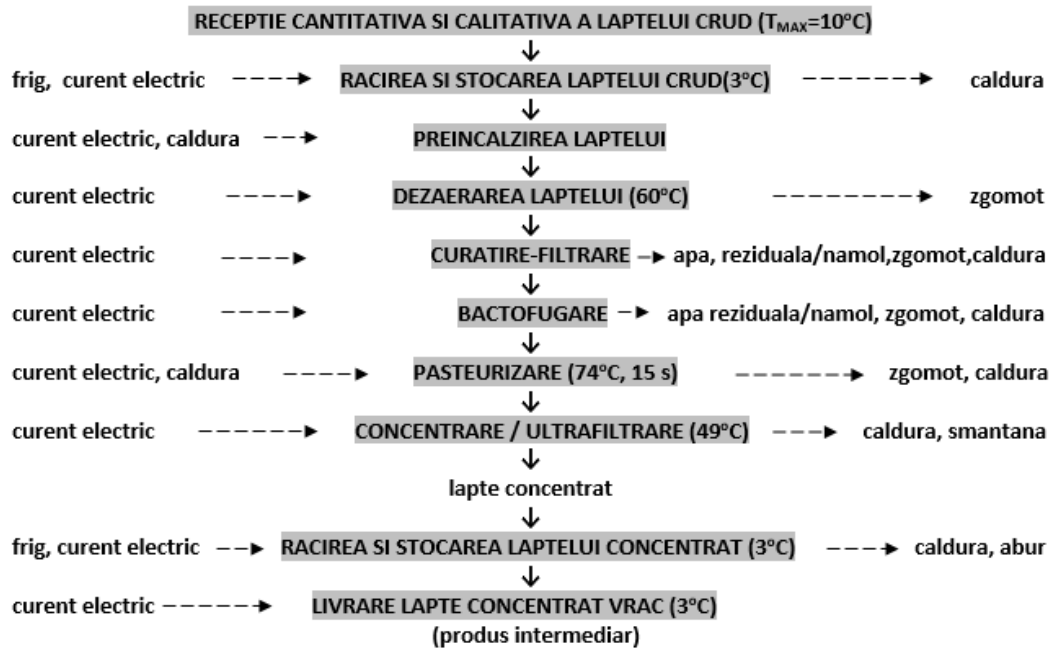 RECEPTIE CANTITATIVA SI CALITATIVA A LAPTELUI CRUD (TMAX=10°C)
frig, curent electric RACIREA SI STOCAREA LAPTELUI CRUD(3°C) caldura
curent electric, caldura PREINCALZIREA LAPTELUI
curent electric DEZAERAREA LAPTELUI (60°C) zgomot
curent electric CURATIRE-FILTRARE apa, reziduala/namol,zgomot,caldura
curent electric BACTOFUGARE apa reziduala/namol, zgomot, caldura
curent electric, caldura PASTEURIZARE (74°C, 15 s) zgomot, caldura
curent electric CONCENTRARE / ULTRAFILTRARE (49°C) caldura, smantana
lapte concentrat
frig, curent electric RACIREA SI STOCAREA LAPTELUI CONCENTRAT (3°C) caldura, abur
curent electric LIVRARE LAPTE CONCENTRAT VRAC (3°C)
(produs intermediar)